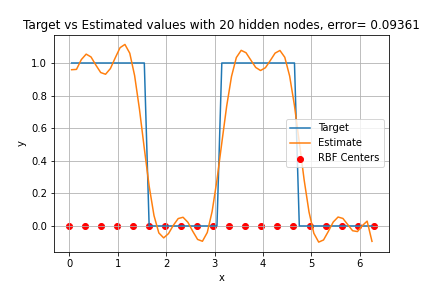 Target vs Estimated values with 20 hidden nodes, error= 0.09361
1.0
0.8
0.6
0.4
0.2
0.0
y
Target
Estimate
RBF Centers
0 1 2 3 4 5 6
x